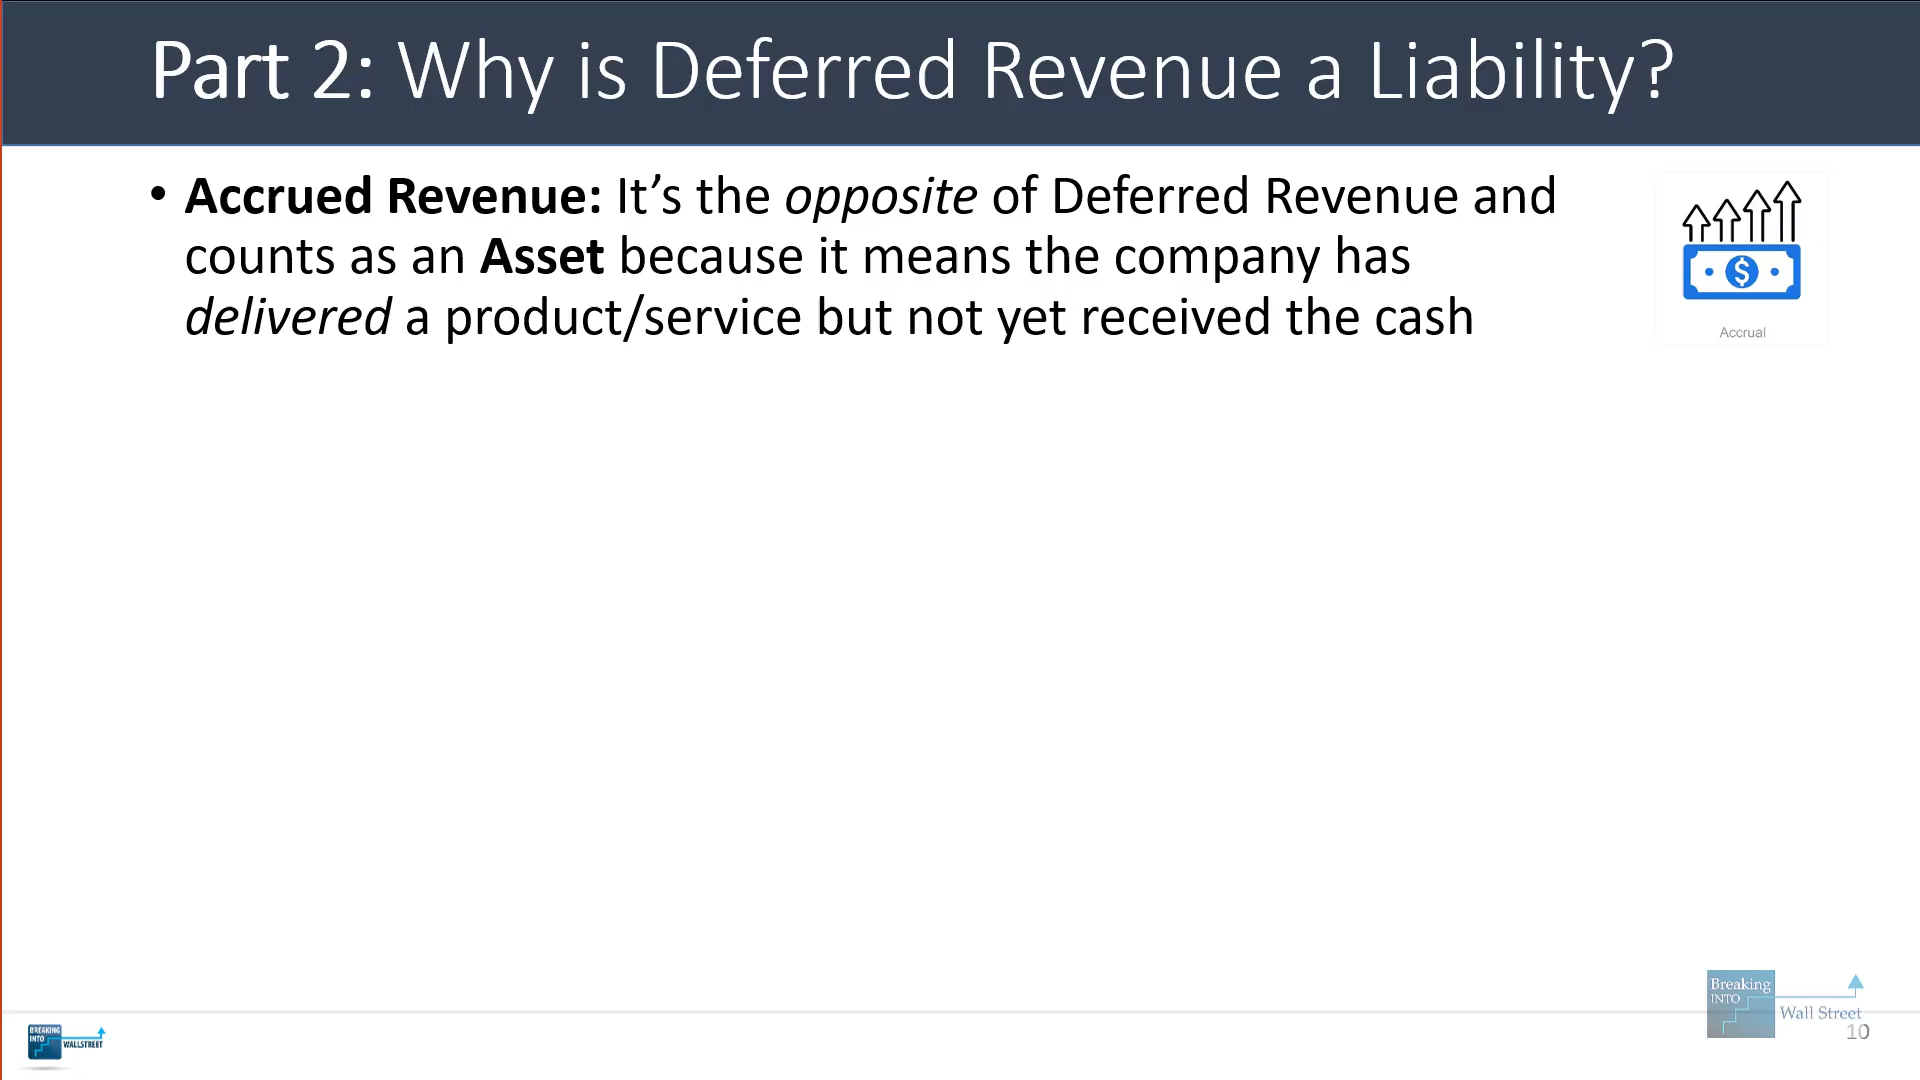 Part 2: Why is Deferred Revenue a Liability?
• Accrued Revenue: It’s the opposite of Deferred Revenue and
counts as an Asset because it means the company has
delivered a product/service but not yet received the cash
$
Accrual
Breaking
INTO
Wall Street
10
BREAKING
INTO
WALLSTREET